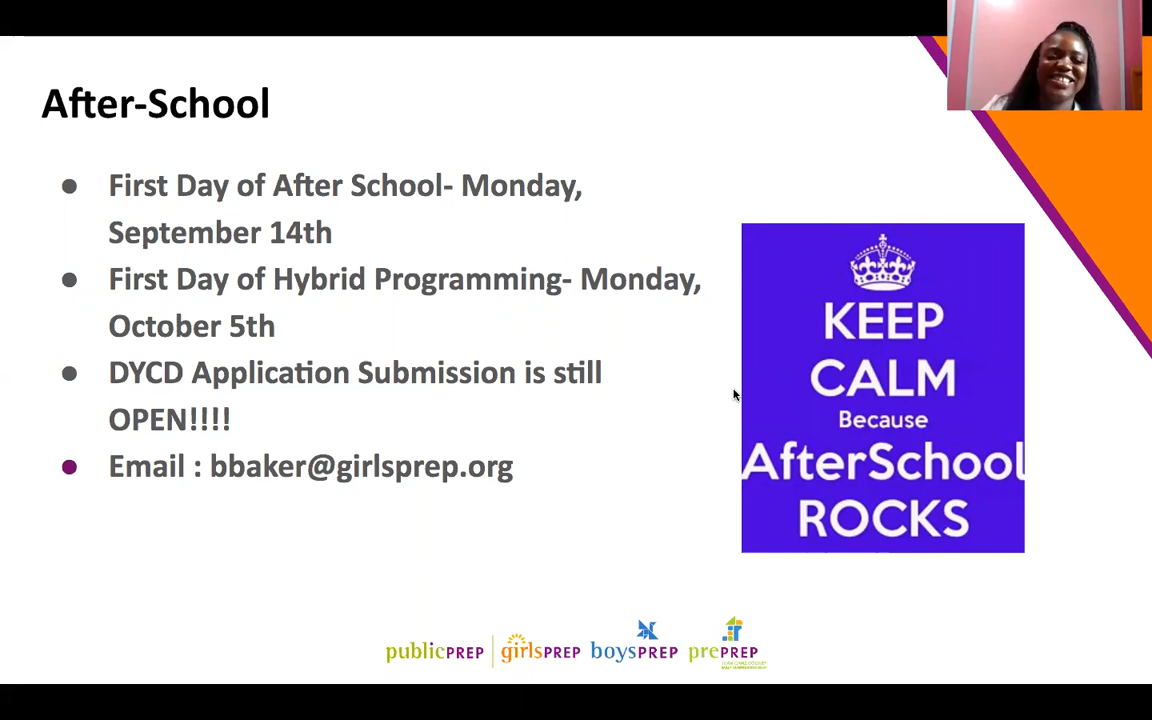 After-School
First Day of After School- Monday,
September 14th
First Day of Hybrid Programming- Monday,
October 5th
DYCD Application Submission is still
OPEN!!!!
Email : bbaker@girlsprep.org
KEEP
CALM
Because
AfterSchool
ROCKS
publicPREP girlsPREP boysPREP prePREP